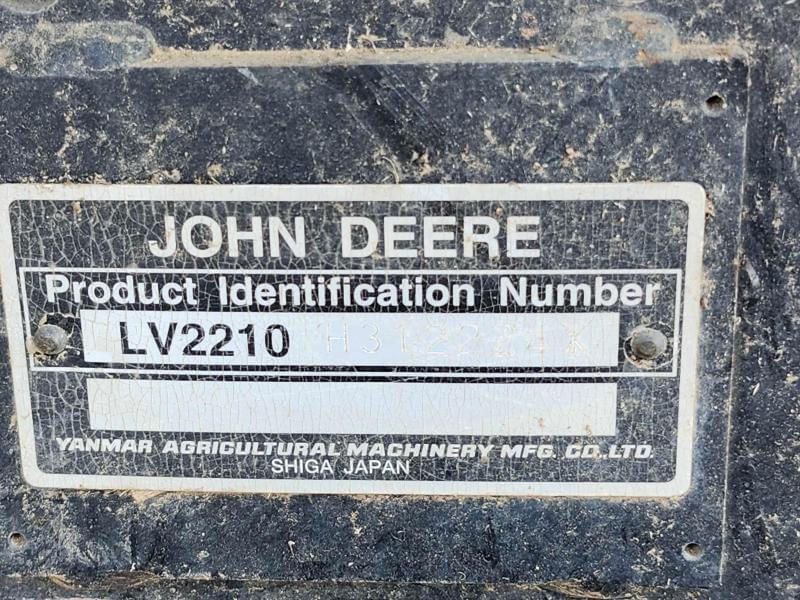 JOHN DEERE
Product Identification Number
LV2210
YANMAR AGRICULTURAL MACHINERY MFG. CO., LTD.
SHIGA JAPAN